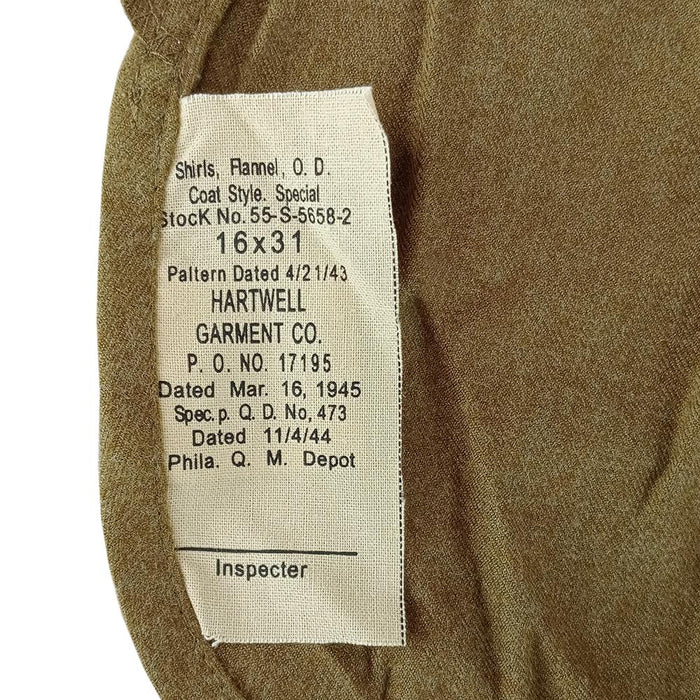 Shirls, Flannel, O. D.
Coat Style. Special
StocK No. 55-S-5658-2
16x31
Pallern Dated 4/21/43
HARTWELL
GARMENT CO.
P. O. NO. 17195
Dated Mar. 16, 1945
Spec. p. Q. D. No, 473
Dated 11/4/44
Phila. Q. M. Depot
Inspecter